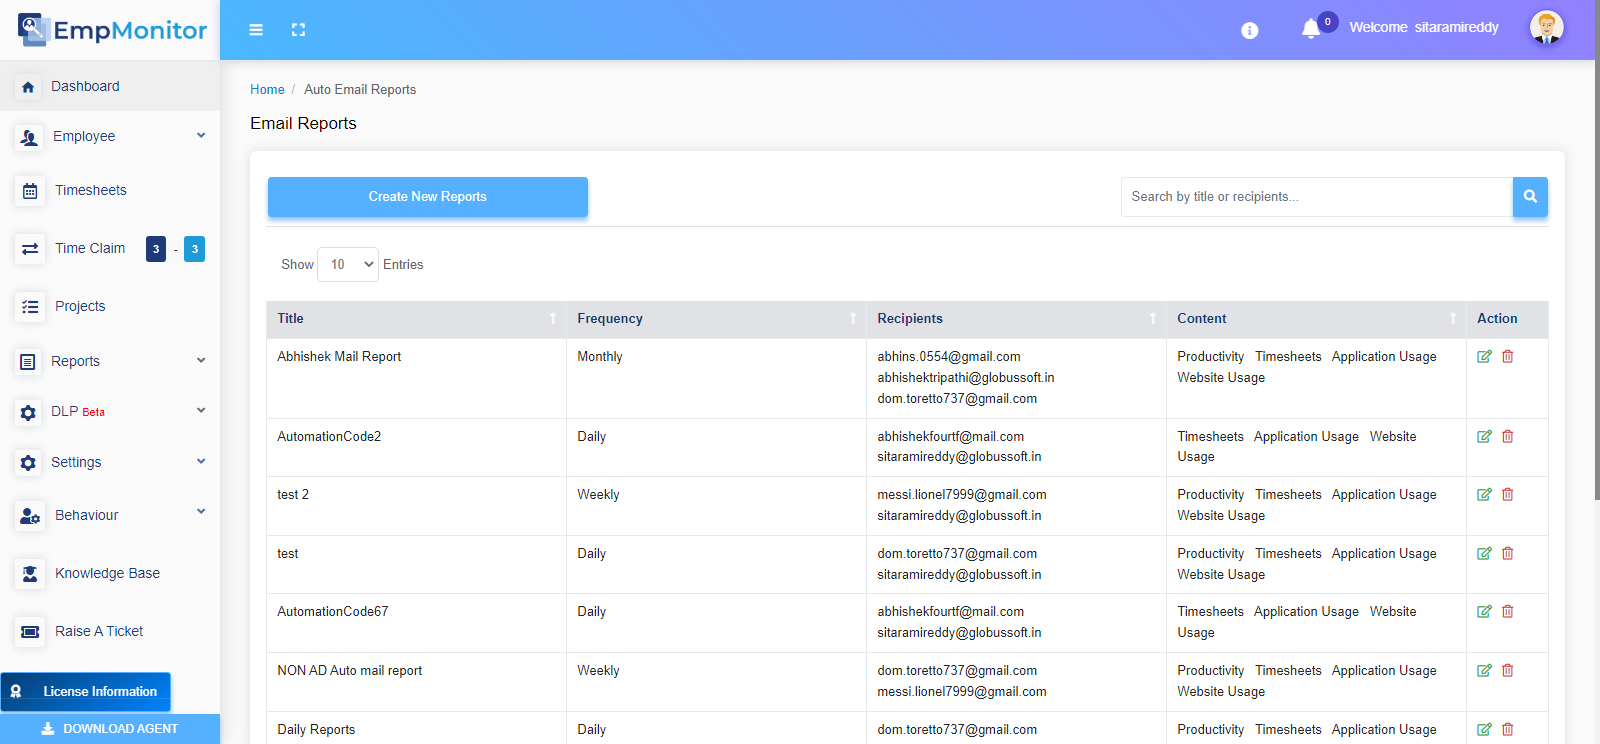 EmpMonitor
0
Welcome sitaramireddy
Dashboard
Employee
Timesheets
Time Claim 3 - 3
Projects
Reports
DLP Beta
Settings
Behaviour
Knowledge Base
Raise A Ticket
License Information
DOWNLOAD AGENT
Home / Auto Email Reports
Email Reports
Create New Reports
Search by title or recipients...
Show 10 Entries
Title Frequency Recipients Content Action
Abhishek Mail Report Monthly abhins.0554@gmail.com Productivity Timesheets Application Usage
abhishektripathi@globussoft.in Website Usage
dom.toretto737@gmail.com
AutomationCode2 Daily abhishekfourtf@mail.com Timesheets Application Usage Website
sitaramireddy@globussoft.in Usage
test 2 Weekly messi.lionel7999@gmail.com Productivity Timesheets Application Usage
sitaramireddy@globussoft.in Website Usage
test Daily dom.toretto737@gmail.com Productivity Timesheets Application Usage
sitaramireddy@globussoft.in Website Usage
AutomationCode67 Daily abhishekfourtf@mail.com Timesheets Application Usage Website
sitaramireddy@globussoft.in Usage
NON AD Auto mail report Weekly dom.toretto737@gmail.com Productivity Timesheets Application Usage
messi.lionel7999@gmail.com Website Usage
Daily Reports Daily dom.toretto737@gmail.com Productivity Timesheets Application Usage